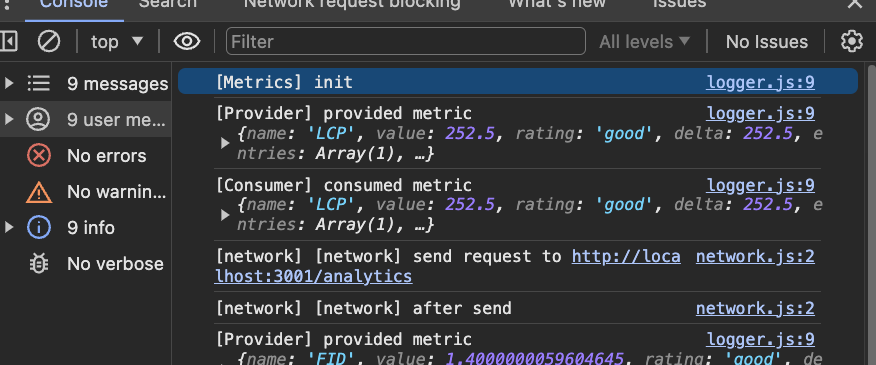 Console Search Network request blocking What's new Issues
top Filter All levels No Issues
9 messages
9 user me...
No errors
No warnin...
9 info
No verbose
[Metrics] init logger.js:9
[Provider] provided metric logger.js:9
{name: 'LCP', value: 252.5, rating: 'good', delta: 252.5, e
ntries: Array(1), …}
[Consumer] consumed metric logger.js:9
{name: 'LCP', value: 252.5, rating: 'good', delta: 252.5, e
ntries: Array(1), …}
[network] [network] send request to http://loca network.js:2
lhost:3001/analytics
[network] [network] after send network.js:2
[Provider] provided metric logger.js:9
{name: 'FID', value: 1.4000000059604645, rating: 'good', de